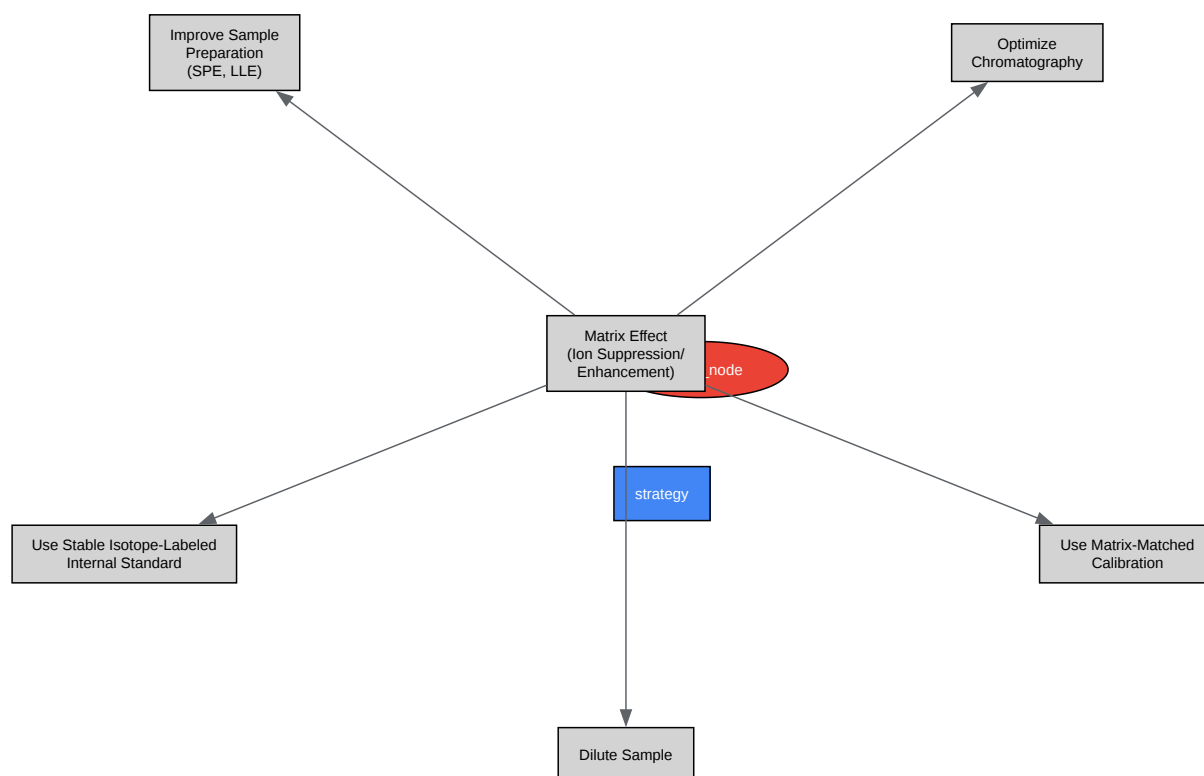 Improve Sample
Preparation
(SPE, LLE)
Optimize
Chromatography
Matrix Effect
(Ion Suppression/
Enhancement)
_node
strategy
Use Stable Isotope-Labeled
Internal Standard
Use Matrix-Matched
Calibration
Dilute Sample